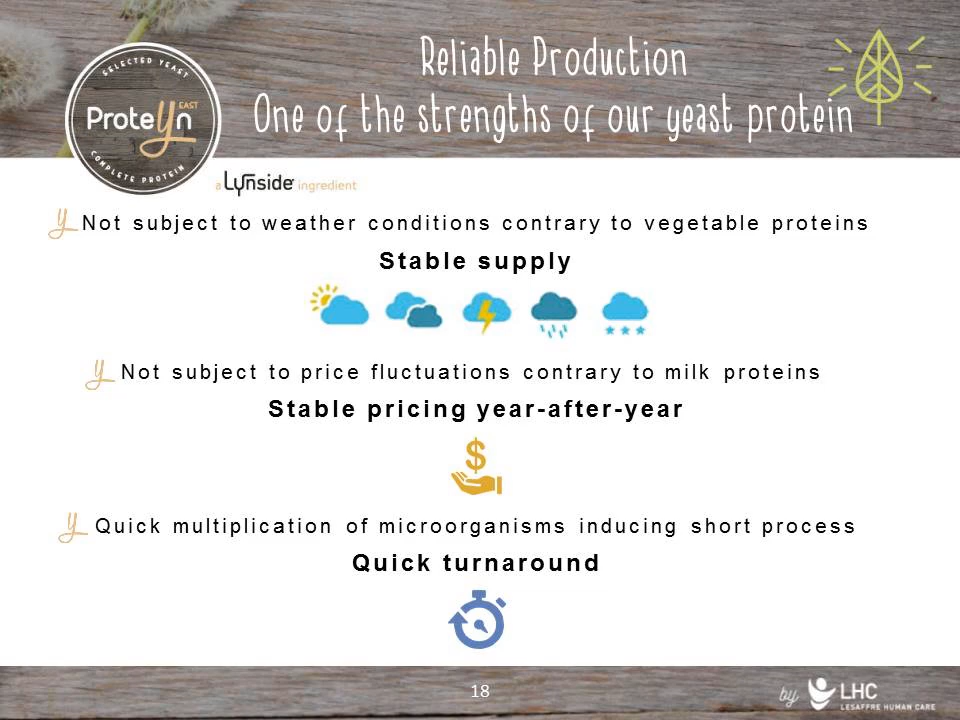 Reliable Production
One of the strengths of our yeast protein
SELECTED YEAST
EAST
ProteYn
COMPLETE PROTEIN
a Lynside ingredient
Not subject to weather conditions contrary to vegetable proteins
Stable supply
Not subject to price fluctuations contrary to milk proteins
Stable pricing year-after-year
$
Quick multiplication of microorganisms inducing short process
Quick turnaround
18
by LHC
LESAFFRE HUMAN CARE